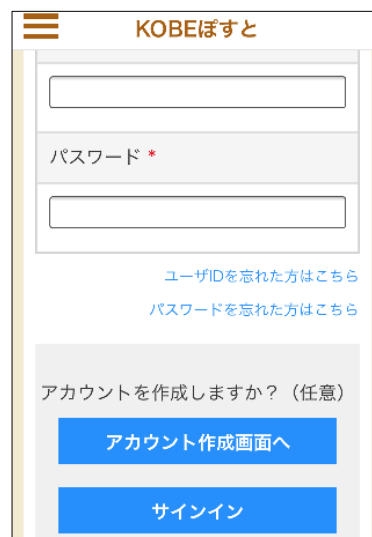 KOBEぽすと
パスワード *
ユーザIDを忘れた方はこちら
パスワードを忘れた方はこちら
アカウントを作成しますか？（任意）
アカウント作成画面へ
サインイン